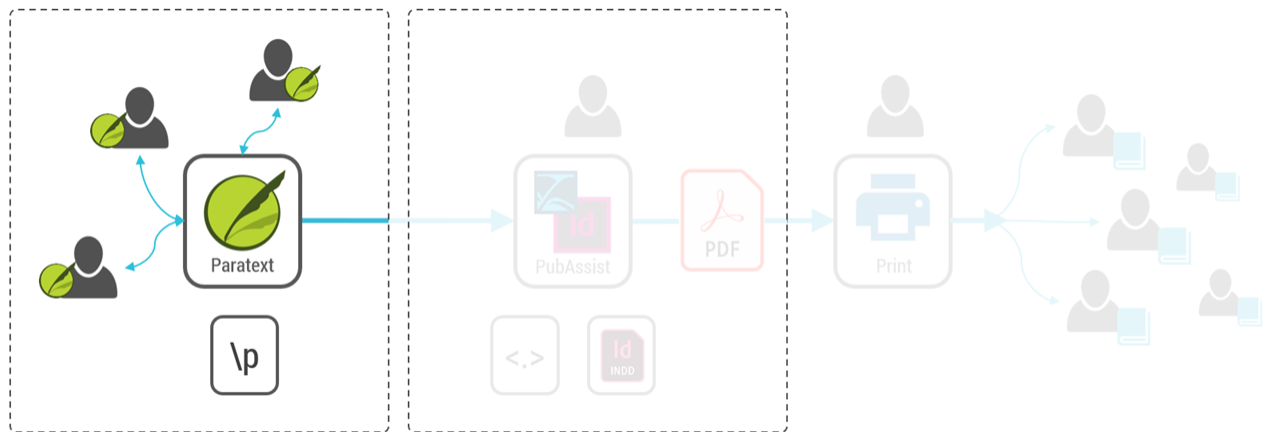 Paratext
\p
Id
PubAssist
PDF
Print
<.>
Id
INDD